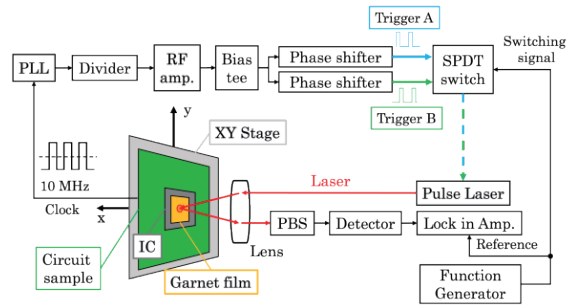 Trigger A
Switching
signal
PLL
Divider
RF
amp.
Bias
tee
Phase shifter
Phase shifter
SPDT
switch
Trigger B
y
XY Stage
10 MHz
Clock
x
Laser
Pulse Laser
IC
Lens
PBS
Detector
Lock in Amp.
Reference
Circuit
sample
Garnet film
Function
Generator